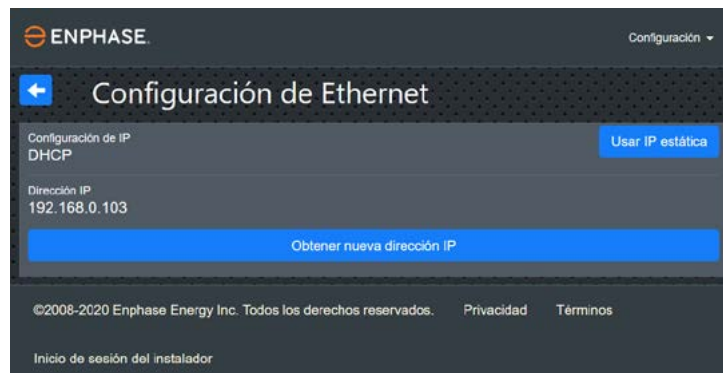 ENPHASE.
Configuración
Configuración de Ethernet
Configuración de IP
DHCP
Usar IP estática
Dirección IP
192.168.0.103
Obtener nueva dirección IP
©2008-2020 Enphase Energy Inc. Todos los derechos reservados. Privacidad Términos
Inicio de sesión del instalador